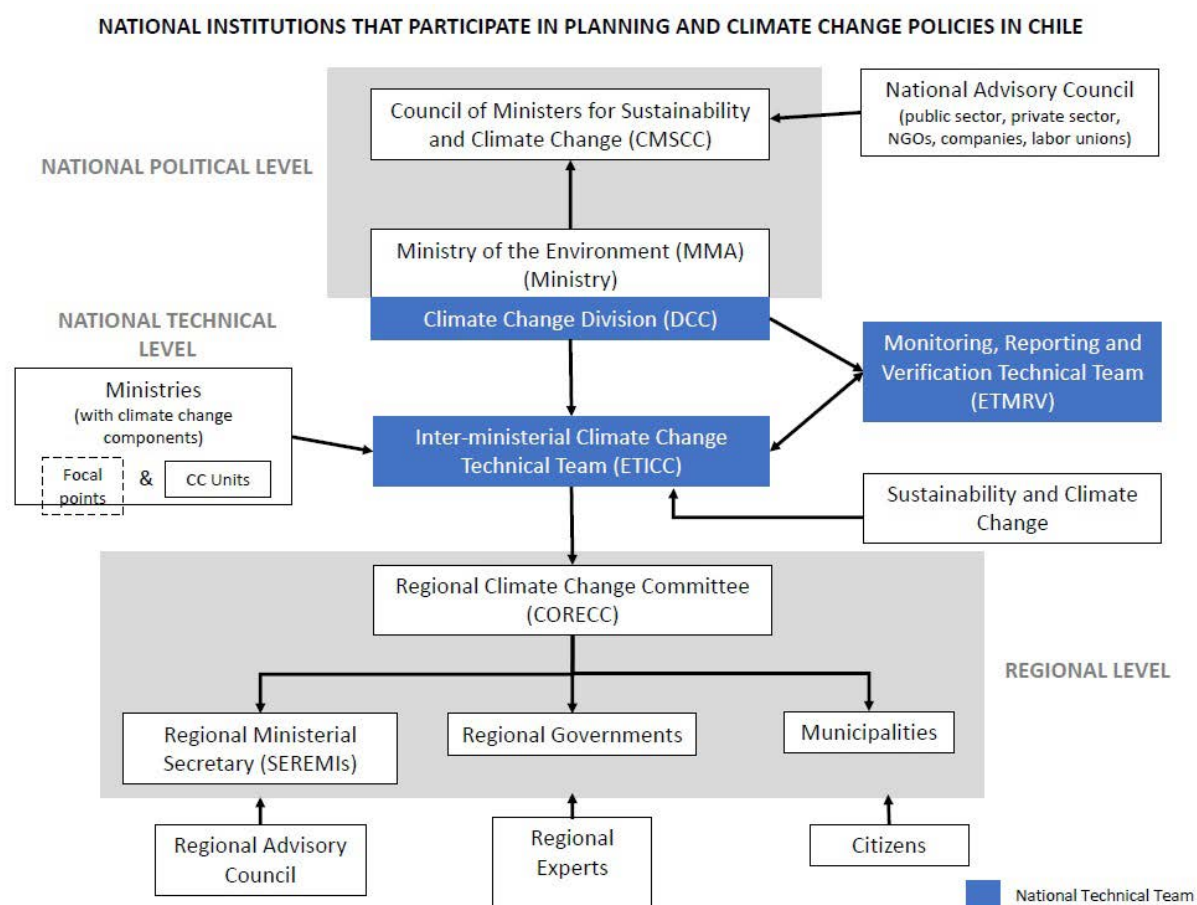 NATIONAL INSTITUTIONS THAT PARTICIPATE IN PLANNING AND CLIMATE CHANGE POLICIES IN CHILE
Council of Ministers for Sustainability
and Climate Change (CMSCC)
National Advisory Council
(public sector, private sector,
NGOs, companies, labor unions)
NATIONAL POLITICAL LEVEL
Ministry of the Environment (MMA)
(Ministry)
Climate Change Division (DCC)
NATIONAL TECHNICAL
LEVEL
Monitoring, Reporting and
Verification Technical Team
(ETMRV)
Ministries
(with climate change
components)
Focal
points
&
CC Units
Inter-ministerial Climate Change
Technical Team (ETICC)
Sustainability and Climate
Change
Regional Climate Change Committee
(CORECC)
REGIONAL LEVEL
Regional Ministerial
Secretary (SEREMIs)
Regional Governments
Municipalities
Regional Advisory
Council
Regional
Experts
Citizens
National Technical Team